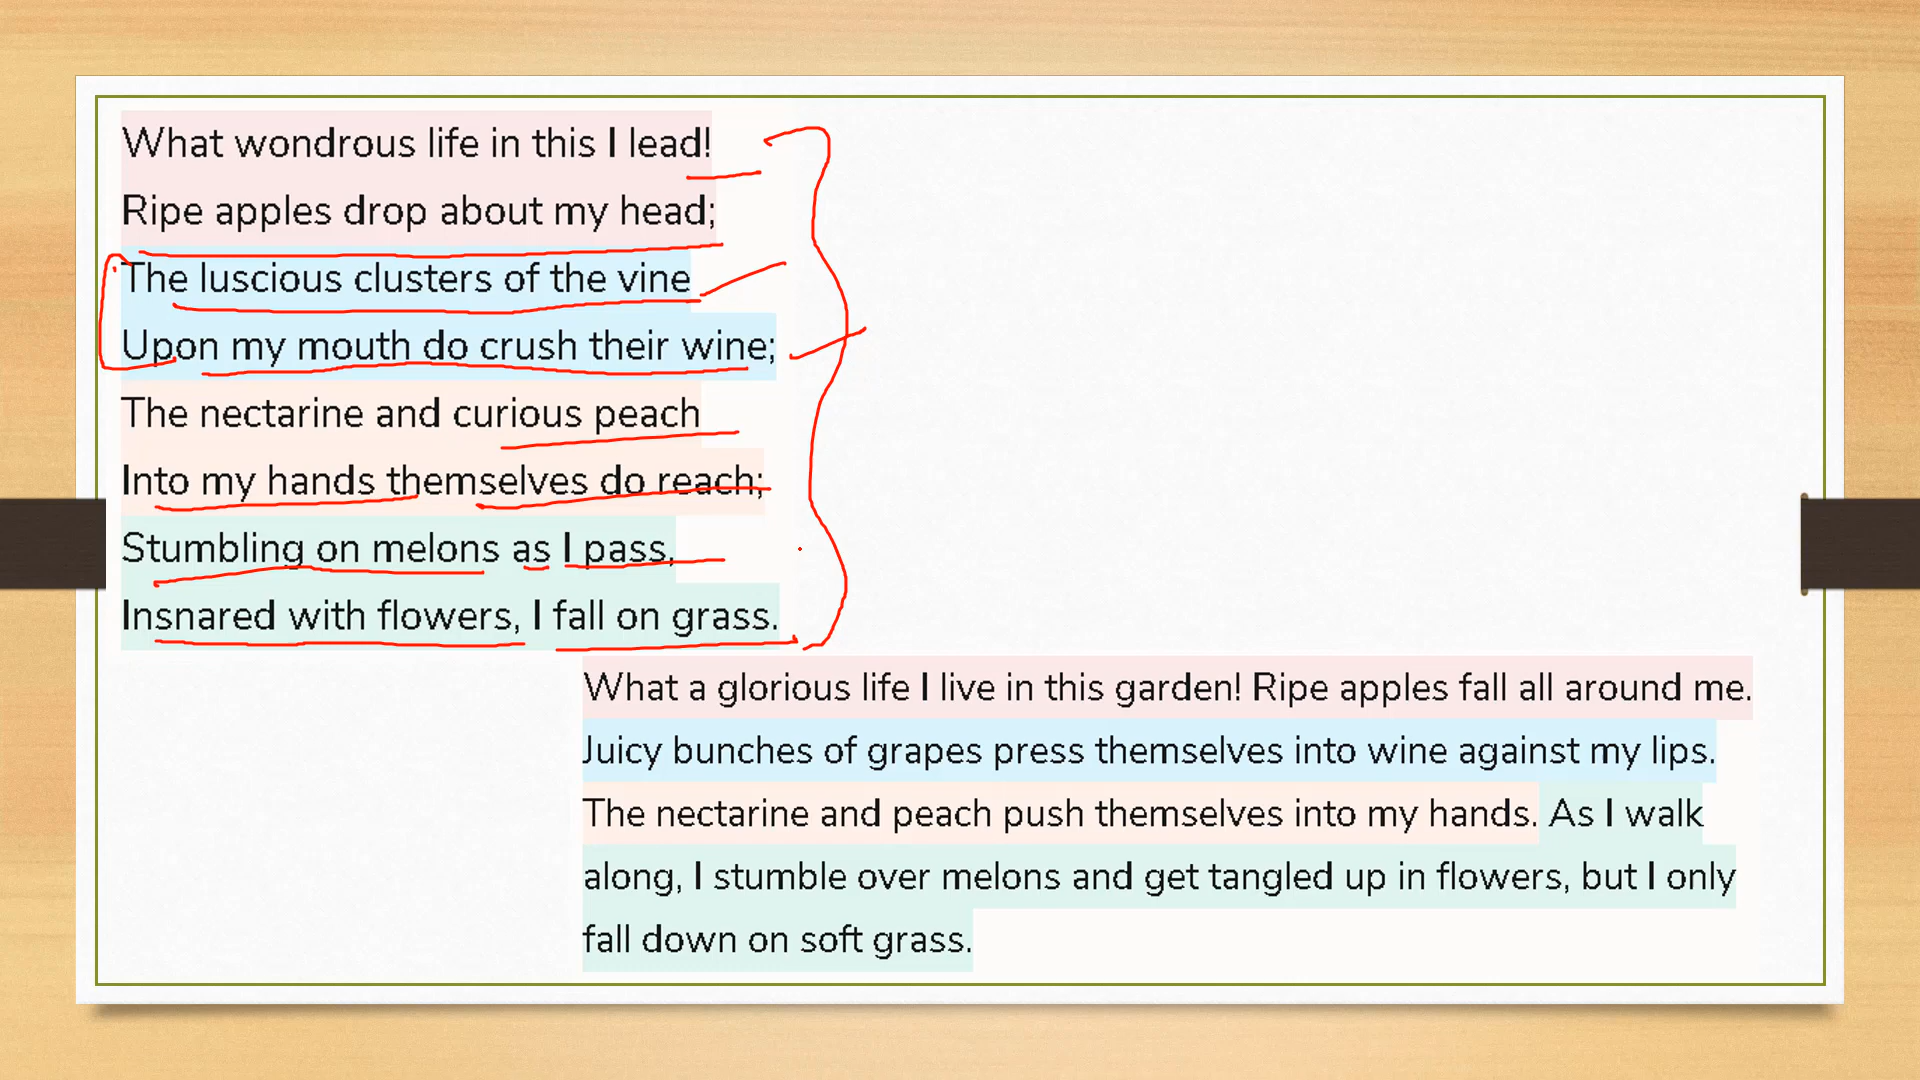 What wondrous life in this I lead!
Ripe apples drop about my head;
The luscious clusters of the vine
Upon my mouth do crush their wine;
The nectarine and curious peach
Into my hands themselves do reach;
Stumbling on melons as I pass,
Insnared with flowers, I fall on grass.
What a glorious life I live in this garden! Ripe apples fall all around me.
Juicy bunches of grapes press themselves into wine against my lips.
The nectarine and peach push themselves into my hands. As I walk
along, I stumble over melons and get tangled up in flowers, but I only
fall down on soft grass.